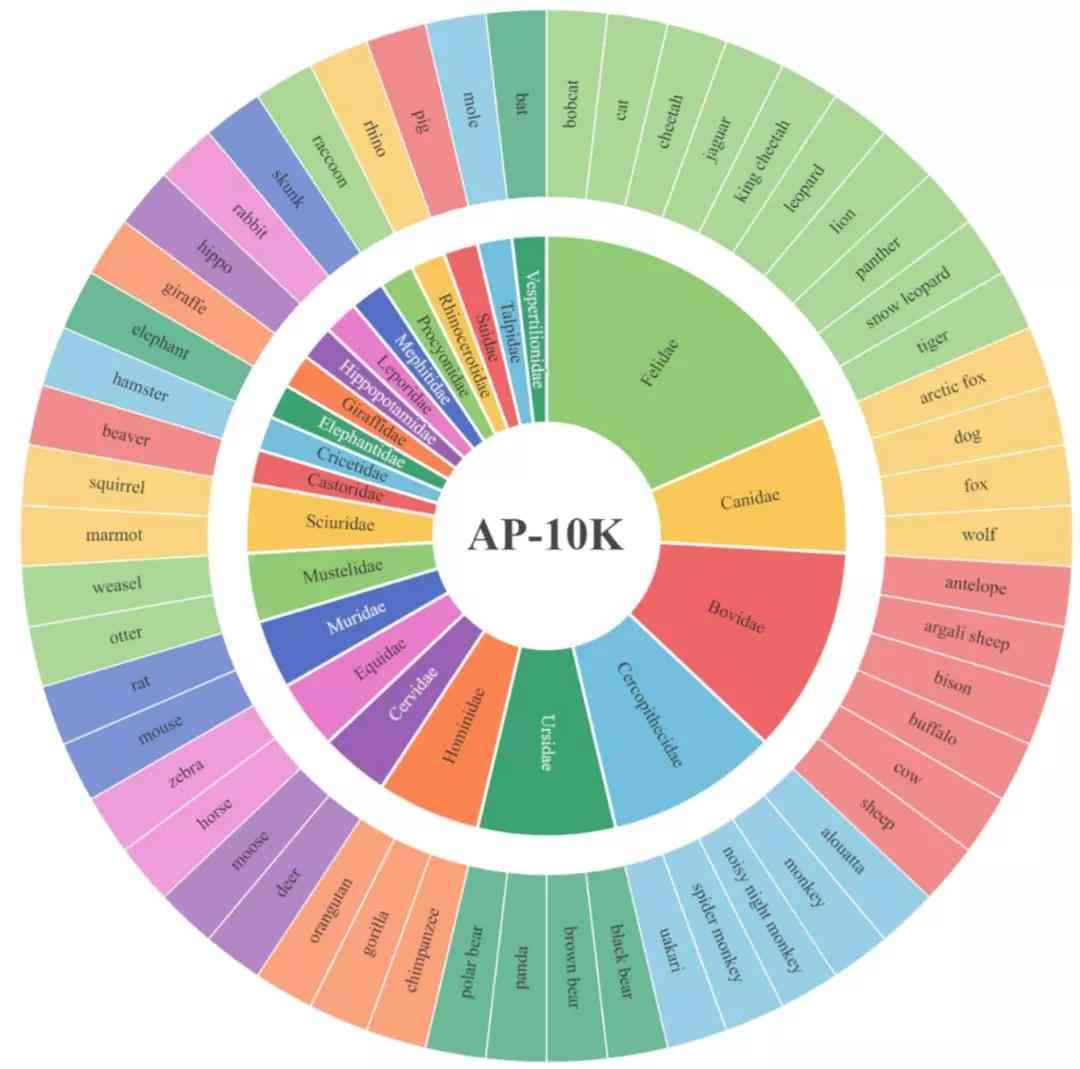 bobcat
cat
cheetah
jaguar
king cheetah
leopard
lion
panther
snow leopard
tiger
arctic fox
dog
fox
wolf
antelope
argali sheep
bison
buffalo
cow
sheep
alouatta
monkey
noisy night monkey
spider monkey
uakari
black bear
brown bear
panda
polar bear
chimpanzee
gorilla
orangutan
deer
moose
horse
zebra
mouse
rat
otter
weasel
marmot
squirrel
beaver
hamster
elephant
giraffe
hippo
rabbit
skunk
raccoon
rhino
pig
mole
bat
Felidae
Canidae
Bovidae
Cercopithecidae
Ursidae
Hominidae
Cervidae
Equidae
Muridae
Mustelidae
Sciuridae
Castoridae
Cricetidae
Elephantidae
Giraffidae
Hippopotamidae
Leporidae
Mephitidae
Procyonidae
Rhinocerotidae
Suidae
Talpidae
Vespertilionidae
AP-10K